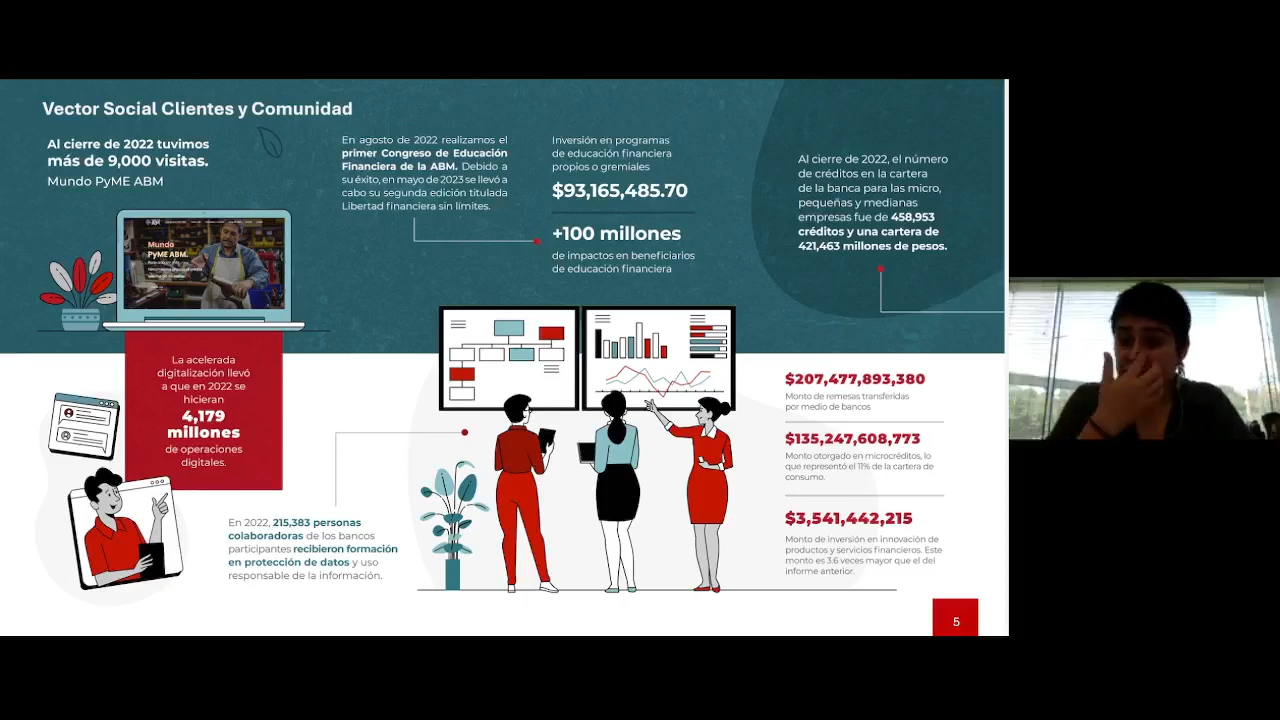 Vector Social Clientes y Comunidad
Al cierre de 2022 tuvimos
más de 9,000 visitas.
Mundo PyME ABM
Mundo
PyME ABM.
En agosto de 2022 realizamos el
primer Congreso de Educación
Financiera de la ABM. Debido a
su éxito, en mayo de 2023 se llevó a
cabo su segunda edición titulada
Libertad financiera sin límites.
Inversión en programas
de educación financiera
propios o gremiales
$93,165,485.70
+100 millones
de impactos en beneficiarios
de educación financiera
Al cierre de 2022, el número
de créditos en la cartera
de la banca para las micro,
pequeñas y medianas
empresas fue de 458,953
créditos y una cartera de
421,463 millones de pesos.
La acelerada
digitalización llevó
a que en 2022 se
hicieran
4,179
millones
de operaciones
digitales.
En 2022, 215,383 personas
colaboradoras de los bancos
participantes recibieron formación
en protección de datos y uso
responsable de la información.
$207,477,893,380
Monto de remesas transferidas
por medio de bancos
$135,247,608,773
Monto otorgado en microcréditos, lo
que representó el 11% de la cartera de
consumo.
$3,541,442,215
Monto de inversión en innovación de
productos y servicios financieros. Este
monto es 3.6 veces mayor que el del
informe anterior.
5